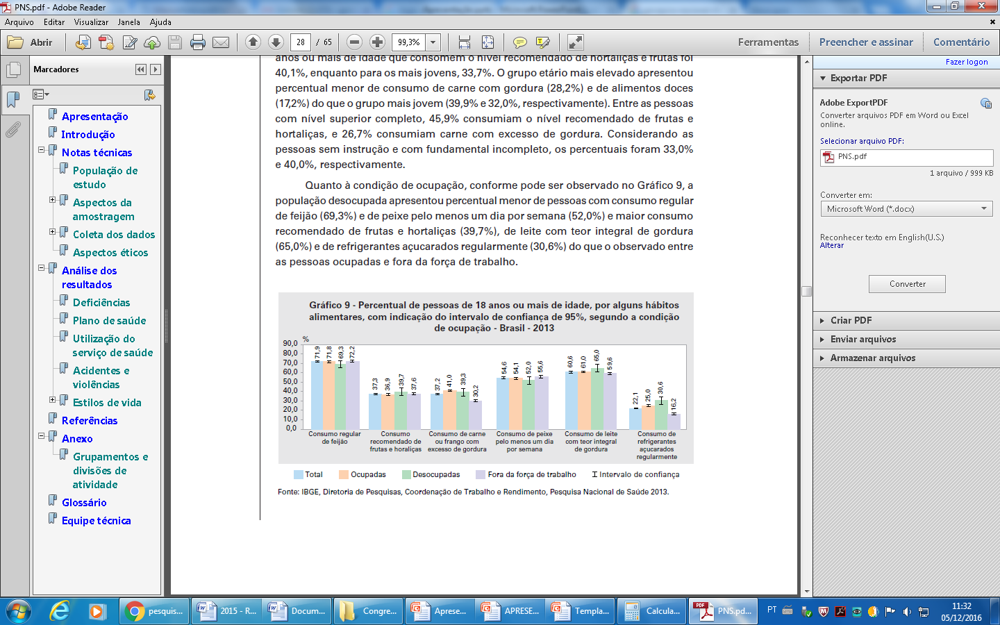 PNS.pdf - Adobe Reader
Arquivo Editar Visualizar Janela Ajuda
Abrir 28 / 65 99,3% Ferramentas Preencher e assinar Comentário
Marcadores
Apresentação
Introdução
Notas técnicas
População de
estudo
Aspectos da
amostragem
Coleta dos dados
Aspectos éticos
Análise dos
resultados
Deficiências
Plano de saúde
Utilização do
serviço de saúde
Acidentes e
violências
Estilos de vida
Referências
Anexo
Grupamentos e
divisões de
atividade
Glossário
Equipe técnica
anos ou mais de idade que consomem o nível recomendado de hortaliças e frutas foi
40,1%, enquanto para os mais jovens, 33,7%. O grupo etário mais elevado apresentou
percentual menor de consumo de carne com gordura (28,2%) e de alimentos doces
(17,2%) do que o grupo mais jovem (39,9% e 32,0%, respectivamente). Entre as pessoas
com nível superior completo, 45,9% consumiam o nível recomendado de frutas e
hortaliças, e 26,7% consumiam carne com excesso de gordura. Considerando as
pessoas sem instrução e com fundamental incompleto, os percentuais foram 33,0%
e 40,0%, respectivamente.
Quanto à condição de ocupação, conforme pode ser observado no Gráfico 9, a
população desocupada apresentou percentual menor de pessoas com consumo regular
de feijão (69,3%) e de peixe pelo menos um dia por semana (52,0%) e maior consumo
recomendado de frutas e hortaliças (39,7%), de leite com teor integral de gordura
(65,0%) e de refrigerantes açucarados regularmente (30,6%) do que o observado entre
as pessoas ocupadas e fora da força de trabalho.
Gráfico 9 - Percentual de pessoas de 18 anos ou mais de idade, por alguns hábitos
alimentares, com indicação do intervalo de confiança de 95%, segundo a condição
de ocupação - Brasil - 2013
%
90,0
80,0
70,0
60,0
50,0
40,0
30,0
20,0
10,0
0,0
71,9 71,8 69,3 72,2
37,3 36,9 39,7 37,6
37,2 41,0 39,3 30,2
54,6 54,1 52,0 55,6
60,6 61,0 65,0 59,6
22,1 25,0 30,6 16,2
Consumo regular
de feijão
Consumo
recomendado de
frutas e horaliças
Consumo de carne
ou frango com
excesso de gordura
Consumo de peixe
pelo menos um dia
por semana
Consumo de leite
com teor integral
de gordura
Consumo de
refrigerantes
açucarados
regularmente
Total Ocupadas Desocupadas Fora da força de trabalho Intervalo de confiança
Fonte: IBGE, Diretoria de Pesquisas, Coordenação de Trabalho e Rendimento, Pesquisa Nacional de Saúde 2013.
Fazer logon
Exportar PDF
Adobe ExportPDF
Converter arquivos PDF em Word ou Excel
online.
Selecionar arquivo PDF:
PNS.pdf
1 arquivo / 999 KB
Converter em:
Microsoft Word (*.docx)
Reconhecer texto em English(U.S.)
Alterar
Converter
Criar PDF
Enviar arquivos
Armazenar arquivos
pesquis... 2015 - R... Docum... Congre... Aprese... APRESE... Templa... Calcula... PNS.pd... PT 11:32
05/12/2016